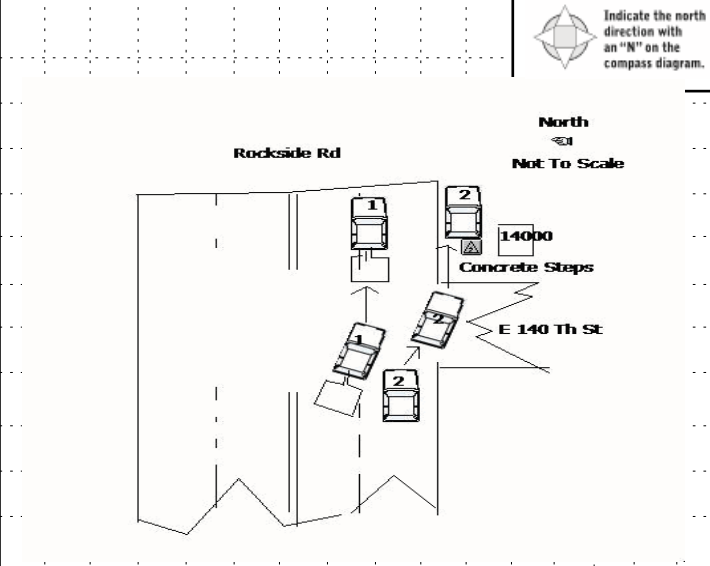 Indicate the north
direction with
an "N" on the
compass diagram.
North
Rockside Rd
Not To Scale
1
2
14000
Concrete Steps
2
E 140 Th St
1
2